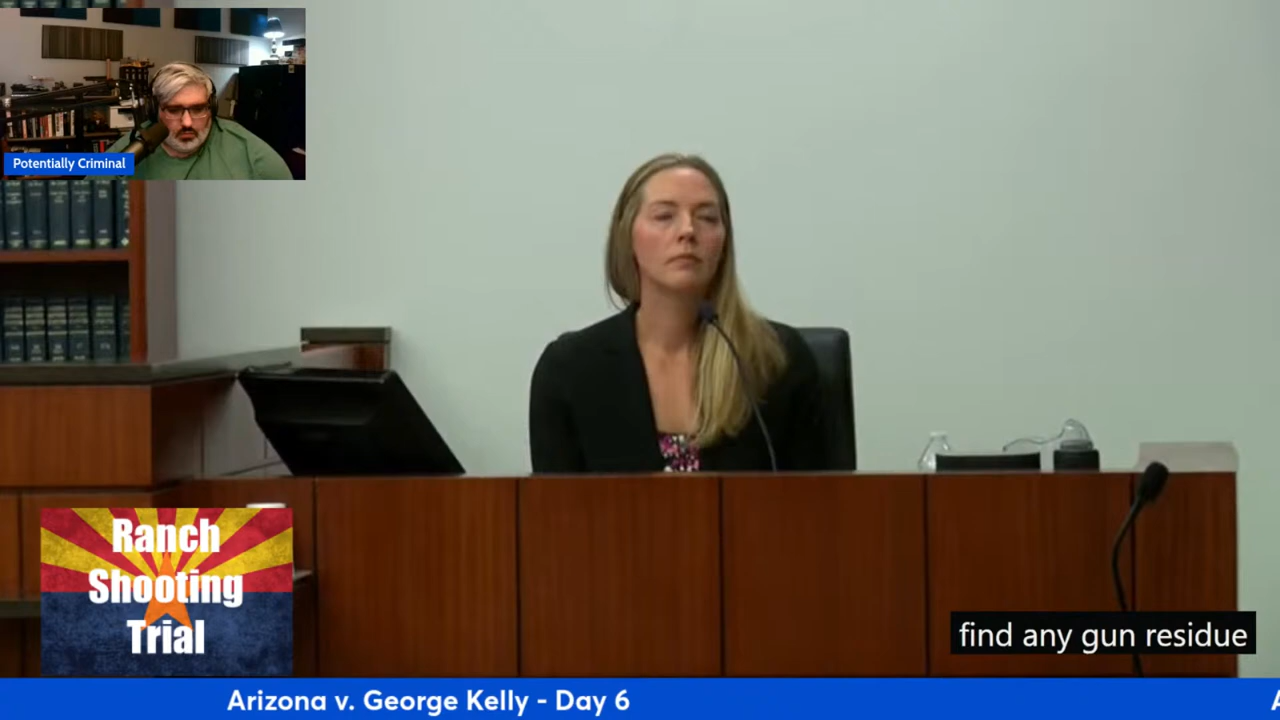 Potentially Criminal
Ranch
Shooting
Trial
find any gun residue
Arizona v. George Kelly - Day 6
A